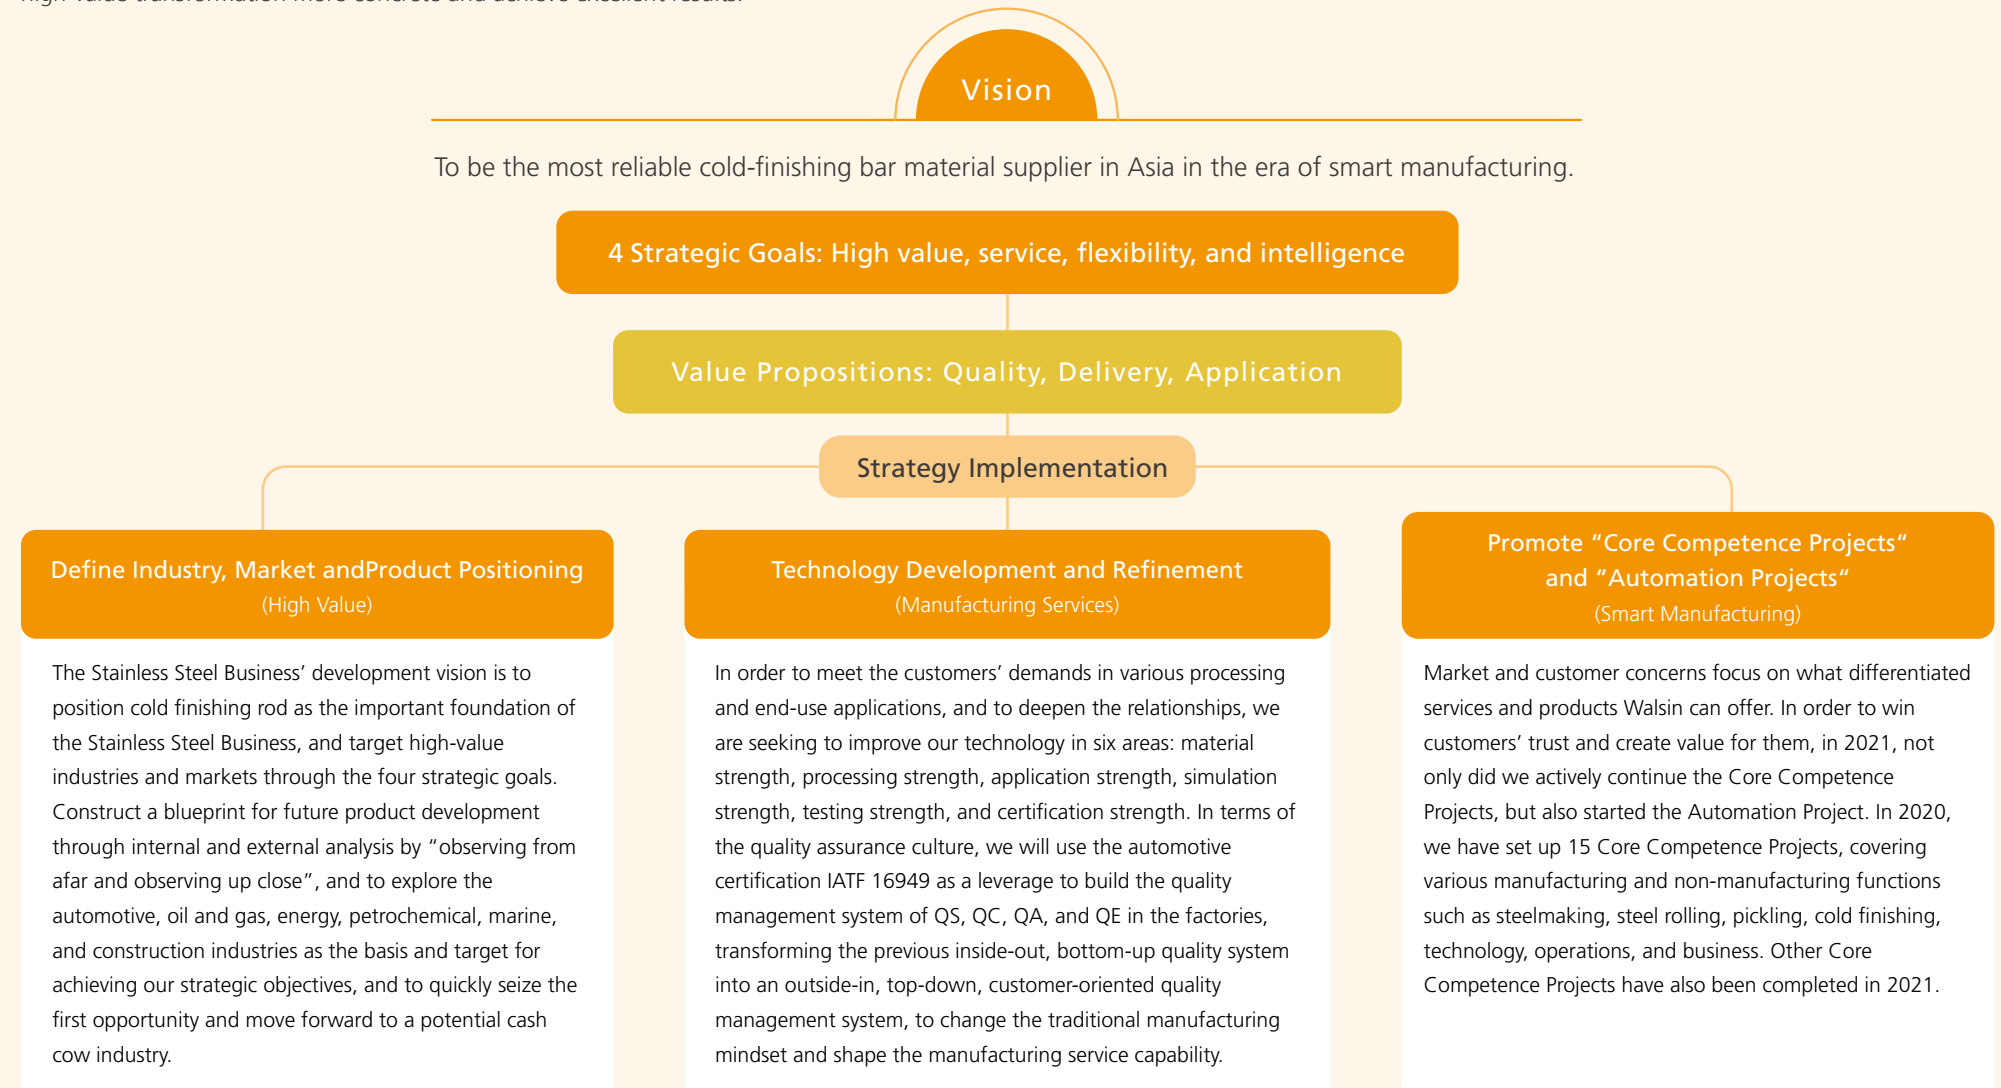 high-value transformation more concrete and achieve excellent results.
Vision
To be the most reliable cold-finishing bar material supplier in Asia in the era of smart manufacturing.
4 Strategic Goals: High value, service, flexibility, and intelligence
Value Propositions: Quality, Delivery, Application
Strategy Implementation
Define Industry, Market andProduct Positioning
(High Value)
The Stainless Steel Business’ development vision is to
position cold finishing rod as the important foundation of
the Stainless Steel Business, and target high-value
industries and markets through the four strategic goals.
Construct a blueprint for future product development
through internal and external analysis by “observing from
afar and observing up close”, and to explore the
automotive, oil and gas, energy, petrochemical, marine,
and construction industries as the basis and target for
achieving our strategic objectives, and to quickly seize the
first opportunity and move forward to a potential cash
cow industry.
Technology Development and Refinement
(Manufacturing Services)
In order to meet the customers’ demands in various processing
and end-use applications, and to deepen the relationships, we
are seeking to improve our technology in six areas: material
strength, processing strength, application strength, simulation
strength, testing strength, and certification strength. In terms of
the quality assurance culture, we will use the automotive
certification IATF 16949 as a leverage to build the quality
management system of QS, QC, QA, and QE in the factories,
transforming the previous inside-out, bottom-up quality system
into an outside-in, top-down, customer-oriented quality
management system, to change the traditional manufacturing
mindset and shape the manufacturing service capability.
Promote “Core Competence Projects“
and “Automation Projects“
(Smart Manufacturing)
Market and customer concerns focus on what differentiated
services and products Walsin can offer. In order to win
customers’ trust and create value for them, in 2021, not
only did we actively continue the Core Competence
Projects, but also started the Automation Project. In 2020,
we have set up 15 Core Competence Projects, covering
various manufacturing and non-manufacturing functions
such as steelmaking, steel rolling, pickling, cold finishing,
technology, operations, and business. Other Core
Competence Projects have also been completed in 2021.